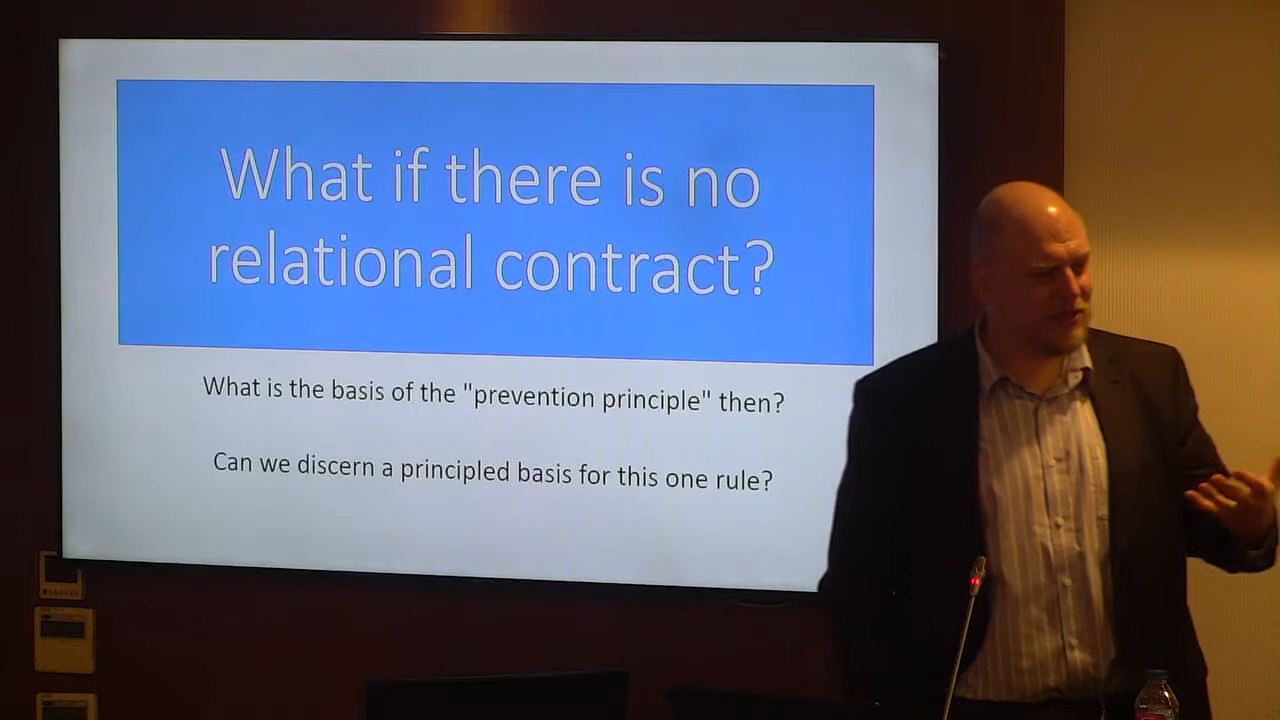 What if there is no
relational contract?
What is the basis of the "prevention principle" then?
Can we discern a principled basis for this one rule?